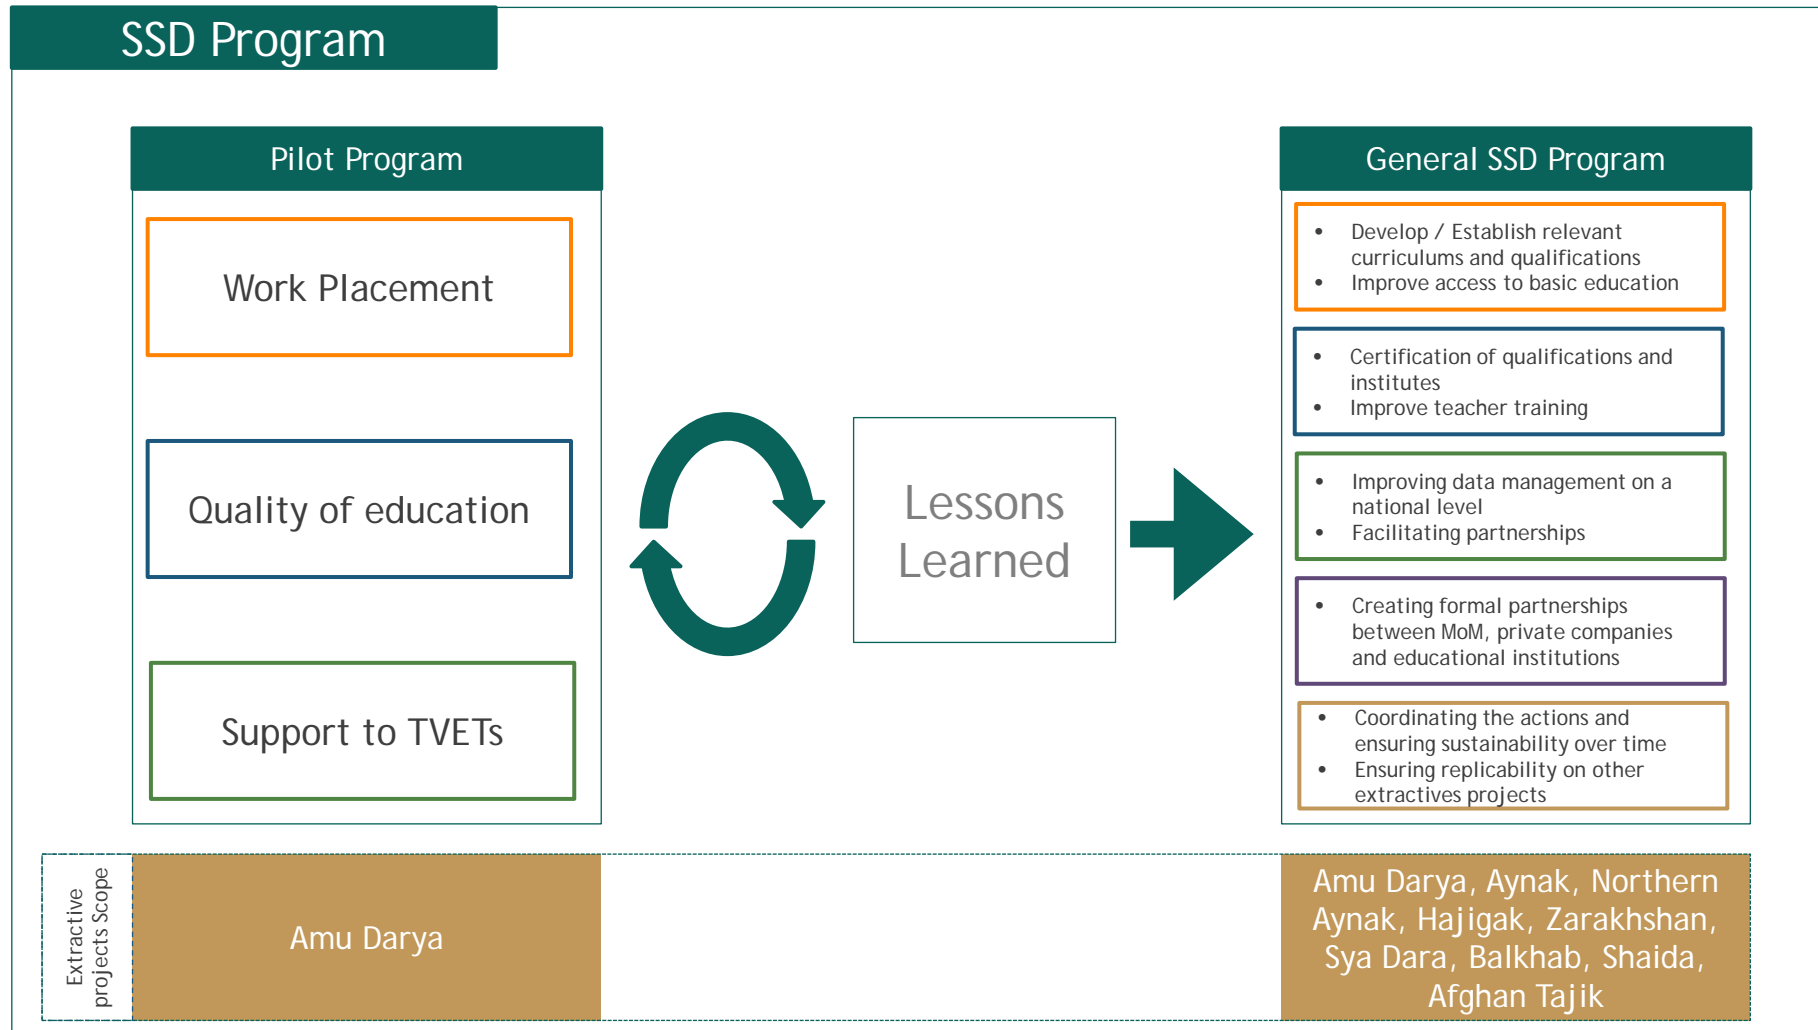 SSD Program
Pilot Program
Work Placement
Quality of education
Support to TVETs
Lessons
Learned
General SSD Program
• Develop / Establish relevant
curriculums and qualifications
• Improve access to basic education
• Certification of qualifications and
institutes
• Improve teacher training
• Improving data management on a
national level
• Facilitating partnerships
• Creating formal partnerships
between MoM, private companies
and educational institutions
• Coordinating the actions and
ensuring sustainability over time
• Ensuring replicability on other
extractives projects
Extractive
projects Scope
Amu Darya
Amu Darya, Aynak, Northern
Aynak, Hajigak, Zarakhshan,
Sya Dara, Balkhab, Shaida,
Afghan Tajik